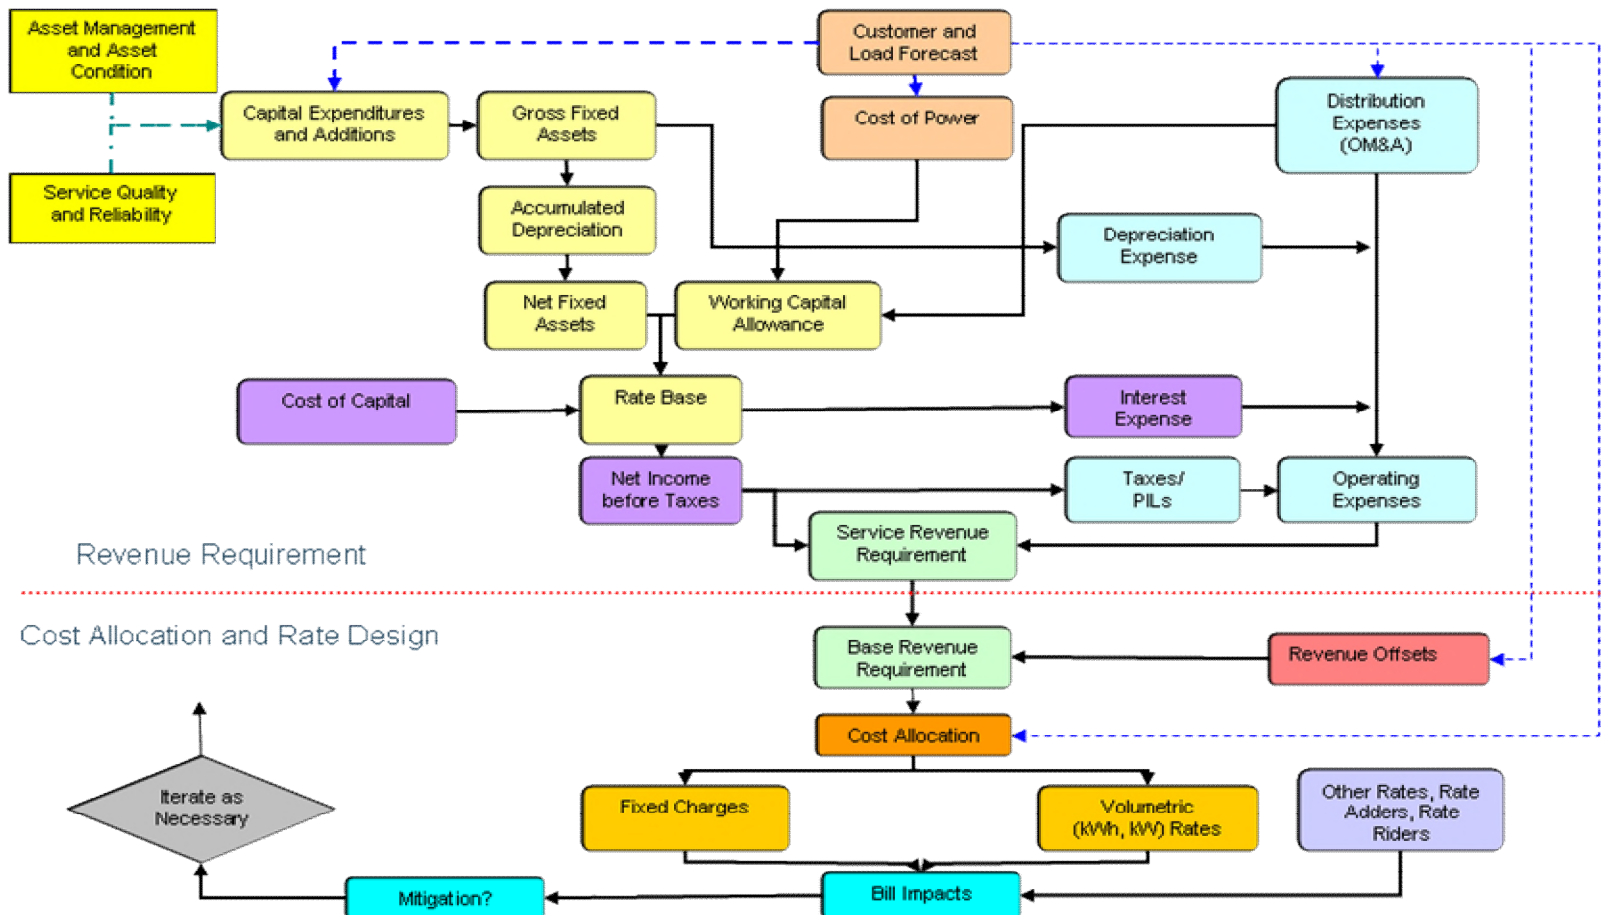 Asset Management
and Asset
Condition
Customer and
Load Forecast
Capital Expenditures
and Additions
Gross Fixed
Assets
Cost of Power
Distribution
Expenses
(OM&A)
Service Quality
and Reliability
Accumulated
Depreciation
Depreciation
Expense
Net Fixed
Assets
Working Capital
Allowance
Cost of Capital
Rate Base
Interest
Expense
Net Income
before Taxes
Taxes/
PILs
Operating
Expenses
Service Revenue
Requirement
Revenue Requirement
Cost Allocation and Rate Design
Base Revenue
Requirement
Revenue Offsets
Cost Allocation
Iterate as
Necessary
Fixed Charges
Volumetric
(kWh, kW) Rates
Other Rates, Rate
Adders, Rate
Riders
Mitigation?
Bill Impacts